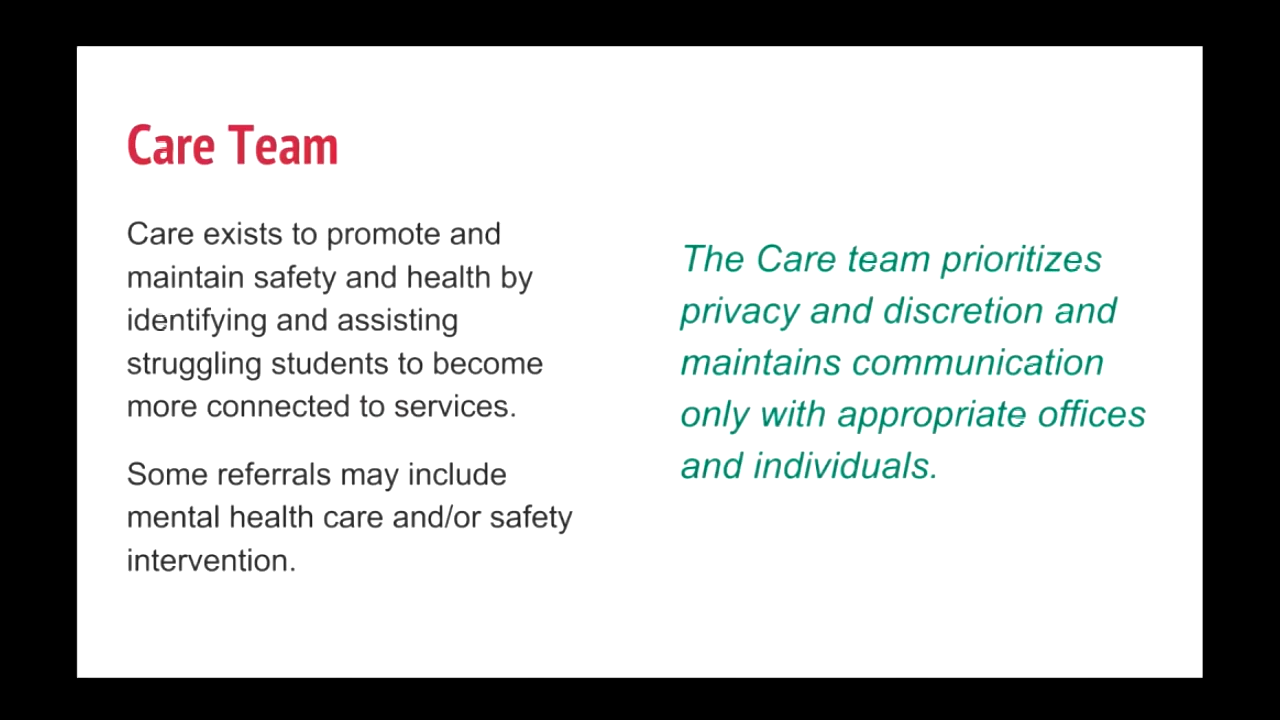 Care Team
Care exists to promote and
maintain safety and health by
identifying and assisting
struggling students to become
more connected to services.
Some referrals may include
mental health care and/or safety
intervention.
The Care team prioritizes
privacy and discretion and
maintains communication
only with appropriate offices
and individuals.